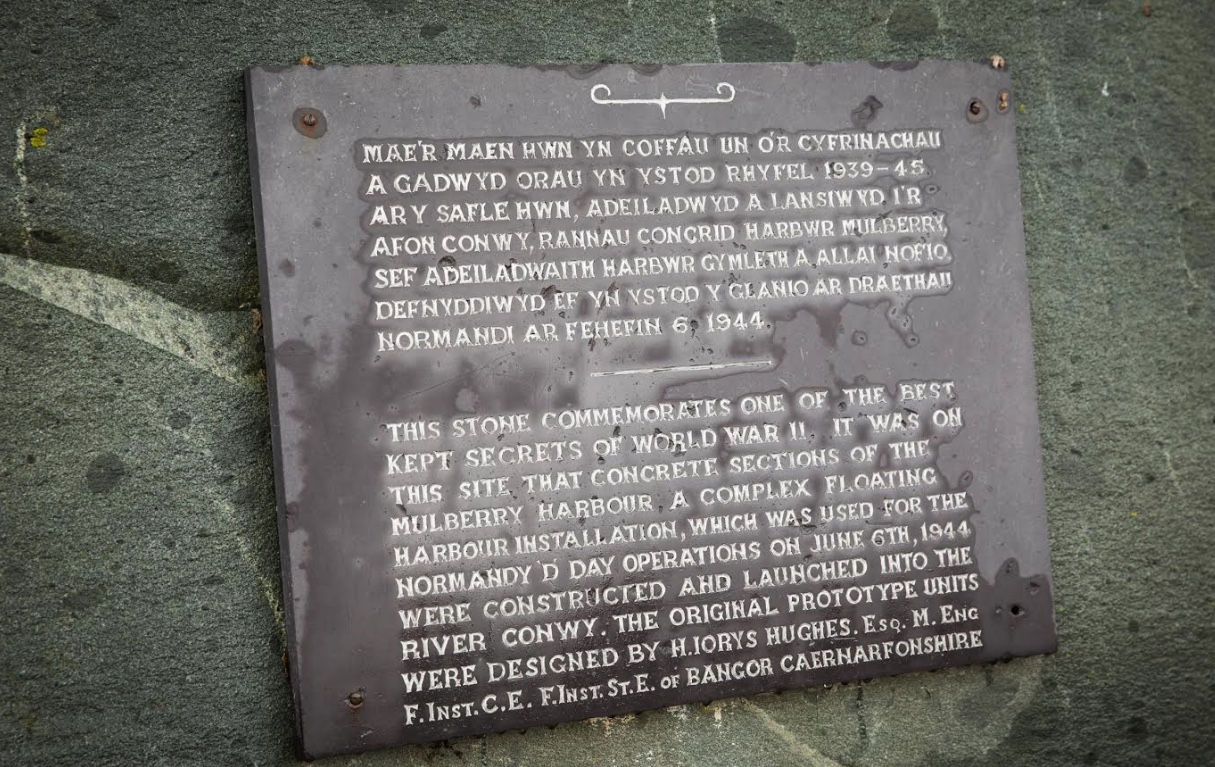 MAE'R MAEN HWN YN COFFÂU UN O'R CYFRINACHAU
A GADWYD ORAU YN YSTOD RHYFEL 1939-45.
AR Y SAFLE HWN, ADEILADWYD A LANSIWYD I'R
AFON CONWY, RANNAU CONCRID HARBWR MULBERRY,
SEF ADEILADWAITH HARBWR GYMLETH A ALLAI NOFIO.
DEFNYDDIWYD EF YN YSTOD Y GLANIO AR DRAETHAU
NORMANDI AR FEHEFIN 6, 1944.
THIS STONE COMMEMORATES ONE OF THE BEST
KEPT SECRETS OF WORLD WAR II. IT WAS ON
THIS SITE THAT CONCRETE SECTIONS OF THE
MULBERRY HARBOUR, A COMPLEX FLOATING
HARBOUR INSTALLATION, WHICH WAS USED FOR THE
NORMANDY 'D' DAY OPERATIONS ON JUNE 6TH, 1944
WERE CONSTRUCTED AND LAUNCHED INTO THE
RIVER CONWY. THE ORIGINAL PROTOTYPE UNITS
WERE DESIGNED BY H. IORYS HUGHES. ESQ. M. ENG
F. INST. C.E. F. INST. ST. E. OF BANGOR CAERNARFONSHIRE